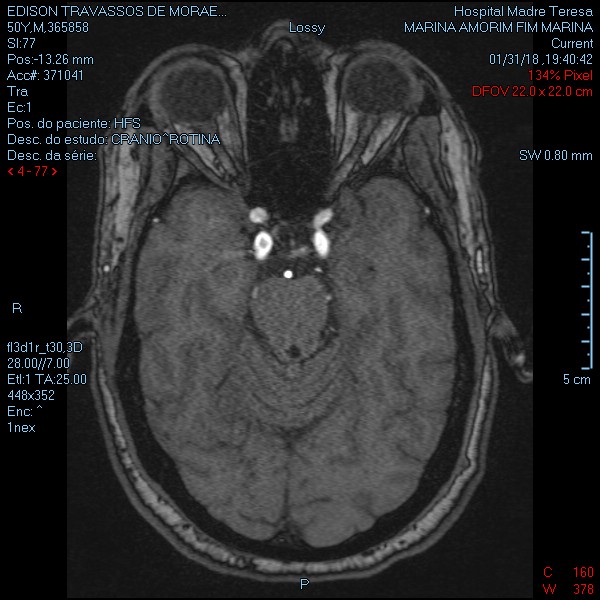 EDISON TRAVASSOS DE MORAE...
50Y,M,365858
Sl:77
Pos:-13.26 mm
Acc#: 371041
Tra
Ec:1
Pos. do paciente: HFS
Desc. do estudo: CRANIO^ROTINA
Desc. da série:
< 4 - 77 >
Lossy
Hospital Madre Teresa
MARINA AMORIM FIM MARINA
Current
01/31/18 ,19:40:42
134% Pixel
DFOV 22.0 x 22.0 cm
SW 0.80 mm
R
5 cm
fl3d1r_t30,3D
28.00//7.00
Etl:1 TA:25.00
448x352
Enc: ^
1nex
P
C 160
W 378